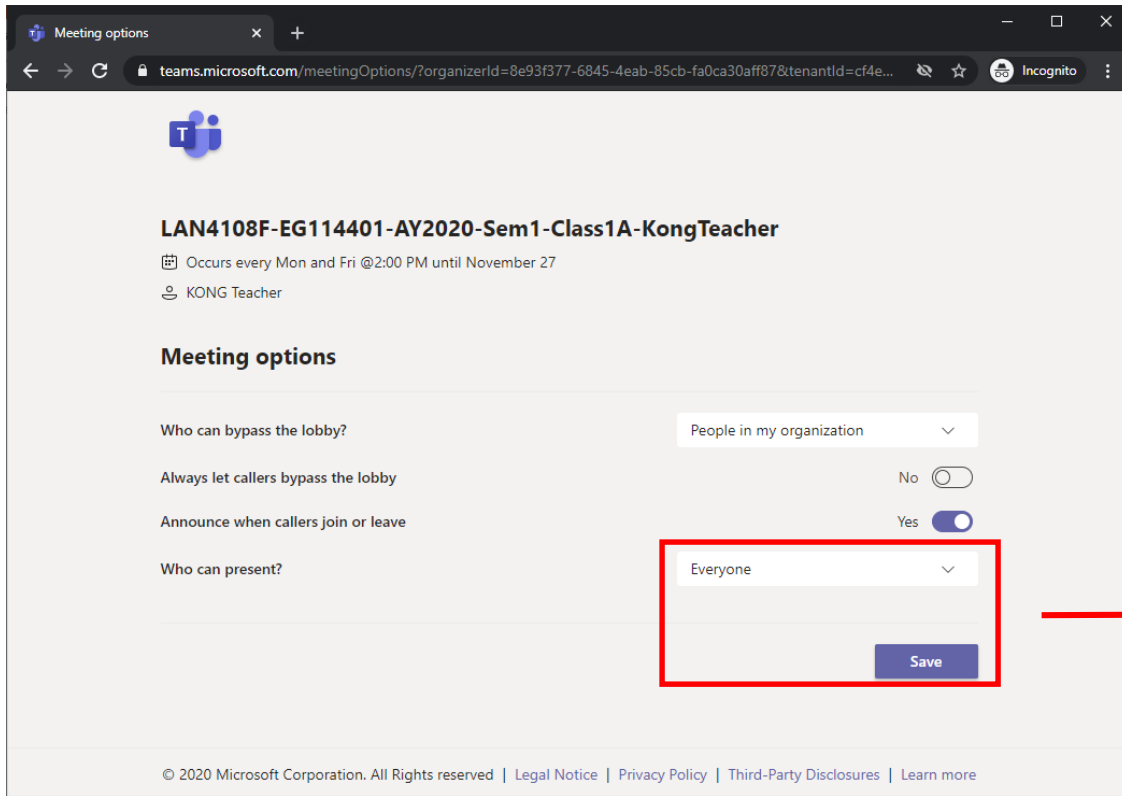 Meeting options
teams.microsoft.com/meetingOptions/?organizerId=8e93f377-6845-4eab-85cb-fa0ca30aff87&tenantId=cf4e...
Incognito
T
LAN4108F-EG114401-AY2020-Sem1-Class1A-KongTeacher
Occurs every Mon and Fri @2:00 PM until November 27
KONG Teacher
Meeting options
Who can bypass the lobby? People in my organization
Always let callers bypass the lobby No
Announce when callers join or leave Yes
Who can present? Everyone
Save
© 2020 Microsoft Corporation. All Rights reserved | Legal Notice | Privacy Policy | Third-Party Disclosures | Learn more